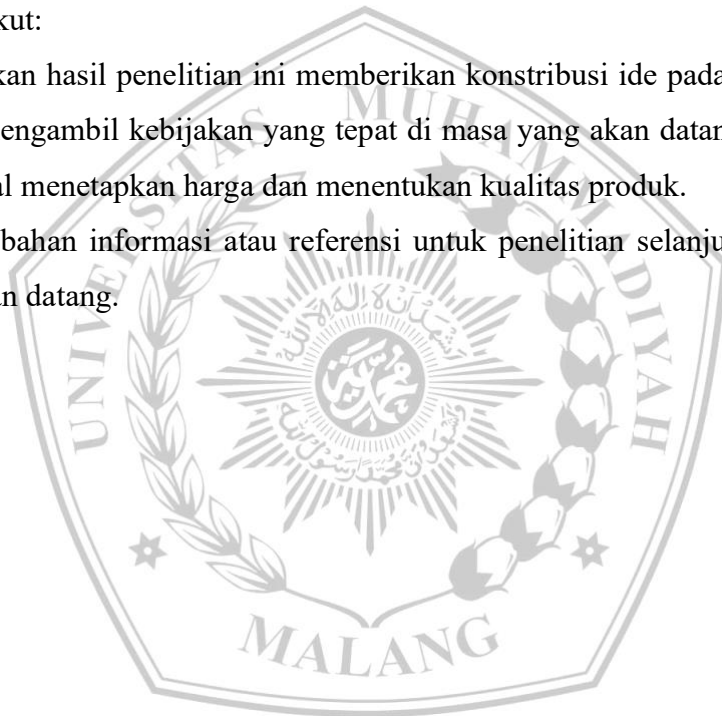 kut:
kan hasil penelitian ini memberikan konstribusi ide pada
engambil kebijakan yang tepat di masa yang akan datan
al menetapkan harga dan menentukan kualitas produk.
bahan informasi atau referensi untuk penelitian selanju
n datang.
UNIVERSITAS MUHAMMADIYAH
MALANG